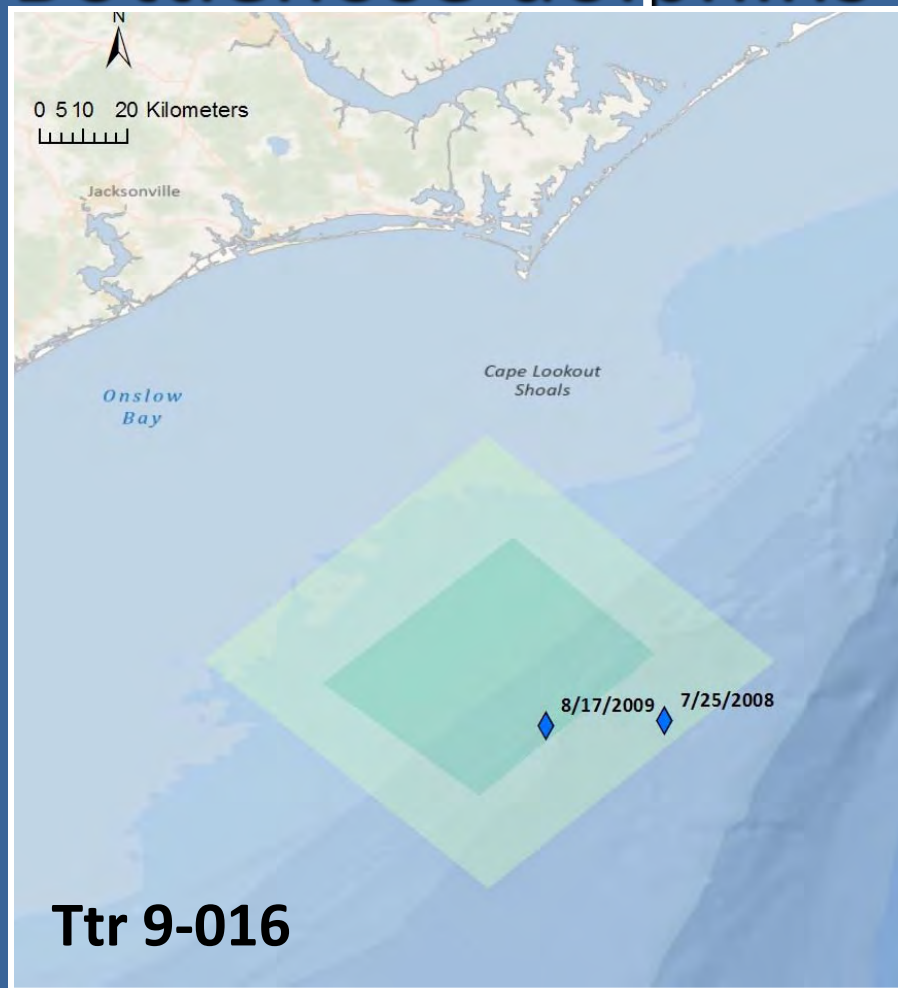 N
0 5 10 20 Kilometers
Jacksonville
Cape Lookout
Shoals
Onslow
Bay
8/17/2009
7/25/2008
Ttr 9-016